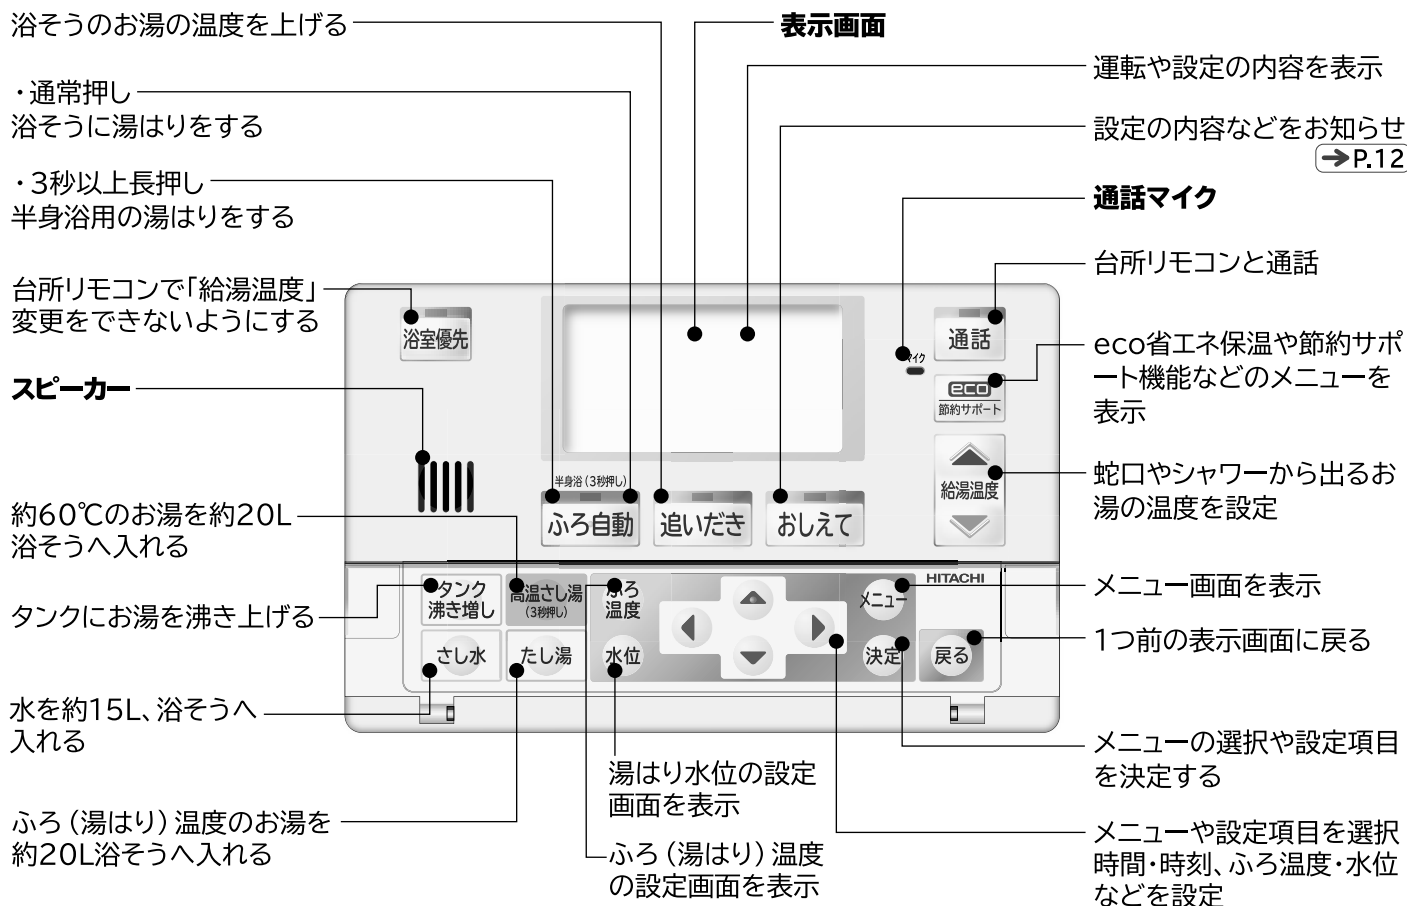 浴そうのお湯の温度を上げる
・通常押し
浴そうに湯はりをする
・3秒以上長押し
半身浴用の湯はりをする
台所リモコンで「給湯温度」
変更をできないようにする
スピーカー
約60℃のお湯を約20L
浴そうへ入れる
タンクにお湯を沸き上げる
水を約15L、浴そうへ
入れる
ふろ（湯はり）温度のお湯を
約20L浴そうへ入れる
表示画面
運転や設定の内容を表示
設定の内容などをお知らせ
➔P.12
通話マイク
台所リモコンと通話
eco省エネ保温や節約サポ
ート機能などのメニューを
表示
蛇口やシャワーから出るお
湯の温度を設定
メニュー画面を表示
1つ前の表示画面に戻る
メニューの選択や設定項目
を決定する
メニューや設定項目を選択
時間・時刻、ふろ温度・水位
などを設定
湯はり水位の設定
画面を表示
ふろ（湯はり）温度
の設定画面を表示
浴室優先
マイク
通話
eco
節約サポート
給湯温度
半身浴（3秒押し）
ふろ自動
追いだき
おしえて
HITACHI
タンク
沸き増し
高温さし湯
（3秒押し）
ふろ
温度
メニュー
さし水
たし湯
水位
決定
戻る